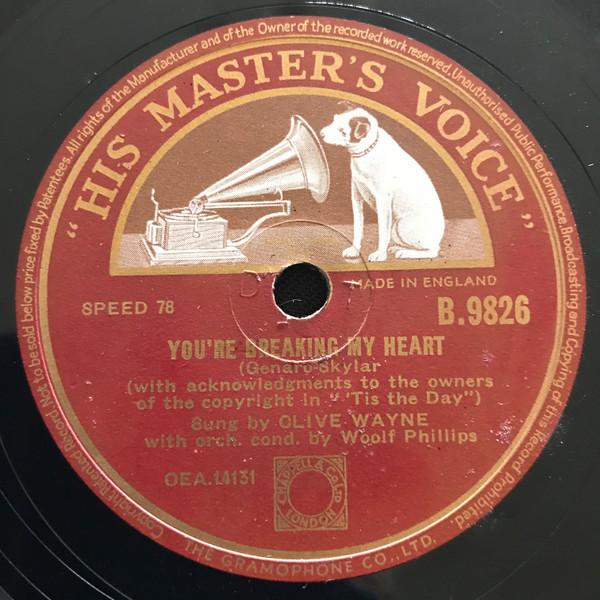 Not to be sold below price fixed by Patentees. All rights of the Manufacturer and of the Owner of the recorded work reserved. Unauthorised Public Performance, Broadcasting and Copying of this Record Prohibited.
Copyright Patented Record
"HIS MASTER'S VOICE"
MADE IN ENGLAND
SPEED 78
B.9826
YOU'RE BREAKING MY HEART
(Genaro-Skylar
(with acknowledgments to the owners
of the copyright in " 'Tis the Day")
Sung by CLIVE WAYNE
with orch. cond. by Woolf Phillips
OEA.14131
CHAPPELL & Co LTD
LONDON
THE GRAMOPHONE CO., LTD.